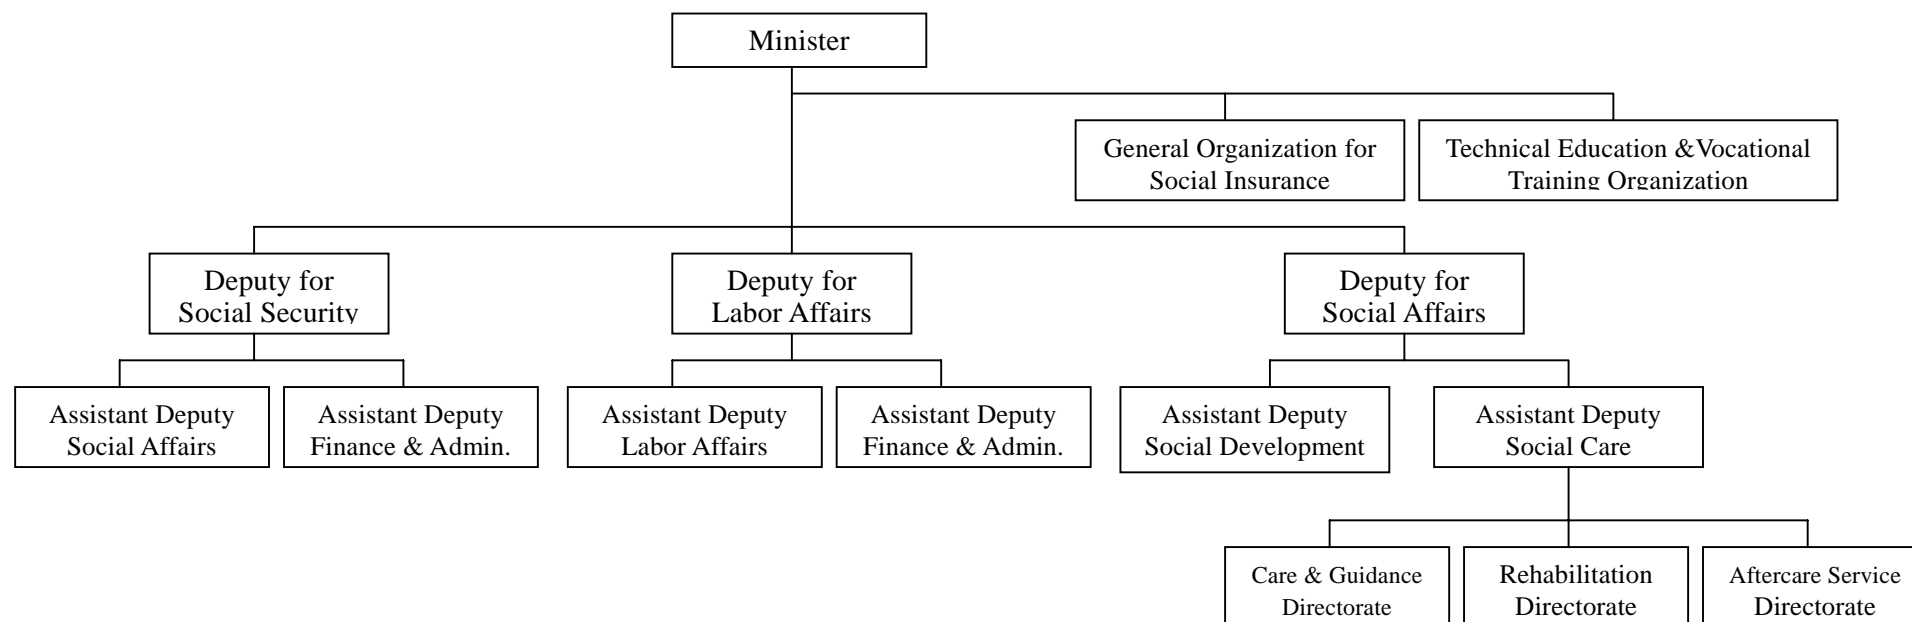 Minister
General Organization for
Social Insurance
Technical Education &Vocational
Training Organization
Deputy for
Social Security
Deputy for
Labor Affairs
Deputy for
Social Affairs
Assistant Deputy
Social Affairs
Assistant Deputy
Finance & Admin.
Assistant Deputy
Labor Affairs
Assistant Deputy
Finance & Admin.
Assistant Deputy
Social Development
Assistant Deputy
Social Care
Care & Guidance
Directorate
Rehabilitation
Directorate
Aftercare Service
Directorate